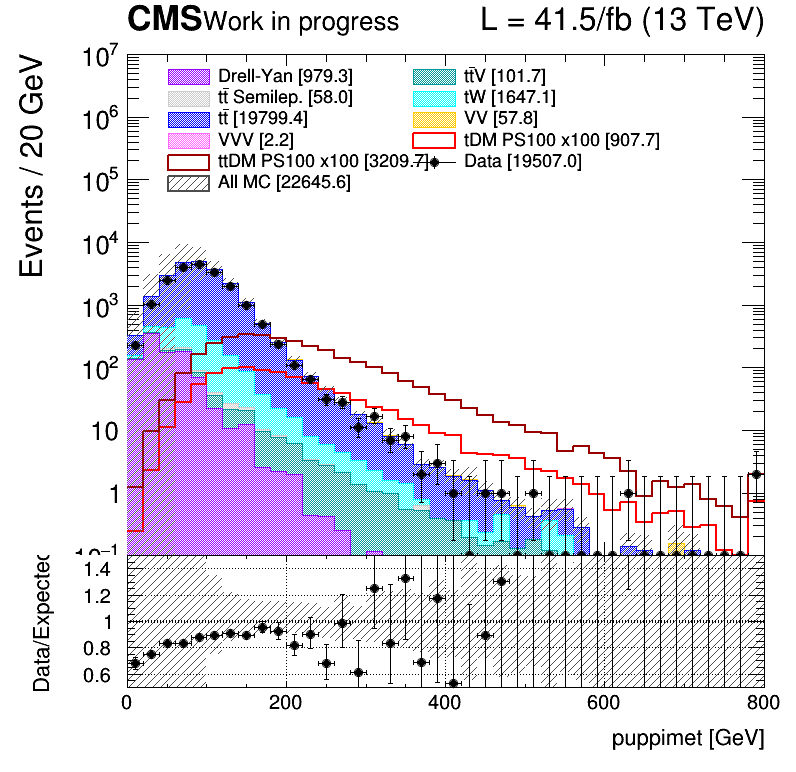 CMS Work in progress L = 41.5/fb (13 TeV)
Events / 20 GeV
10⁷
10⁶
10⁵
10⁴
10³
10²
10
1
10⁻¹
Drell-Yan [979.3] tt̄V [101.7]
tt̄ Semilep. [58.0] tW [1647.1]
tt̄ [19799.4] VV [57.8]
VVV [2.2] tDM PS100 x100 [907.7]
ttDM PS100 x100 [3209.7] Data [19507.0]
All MC [22645.6]
Data/Expected
1.4
1.2
1
0.8
0.6
0 200 400 600 800
puppimet [GeV]